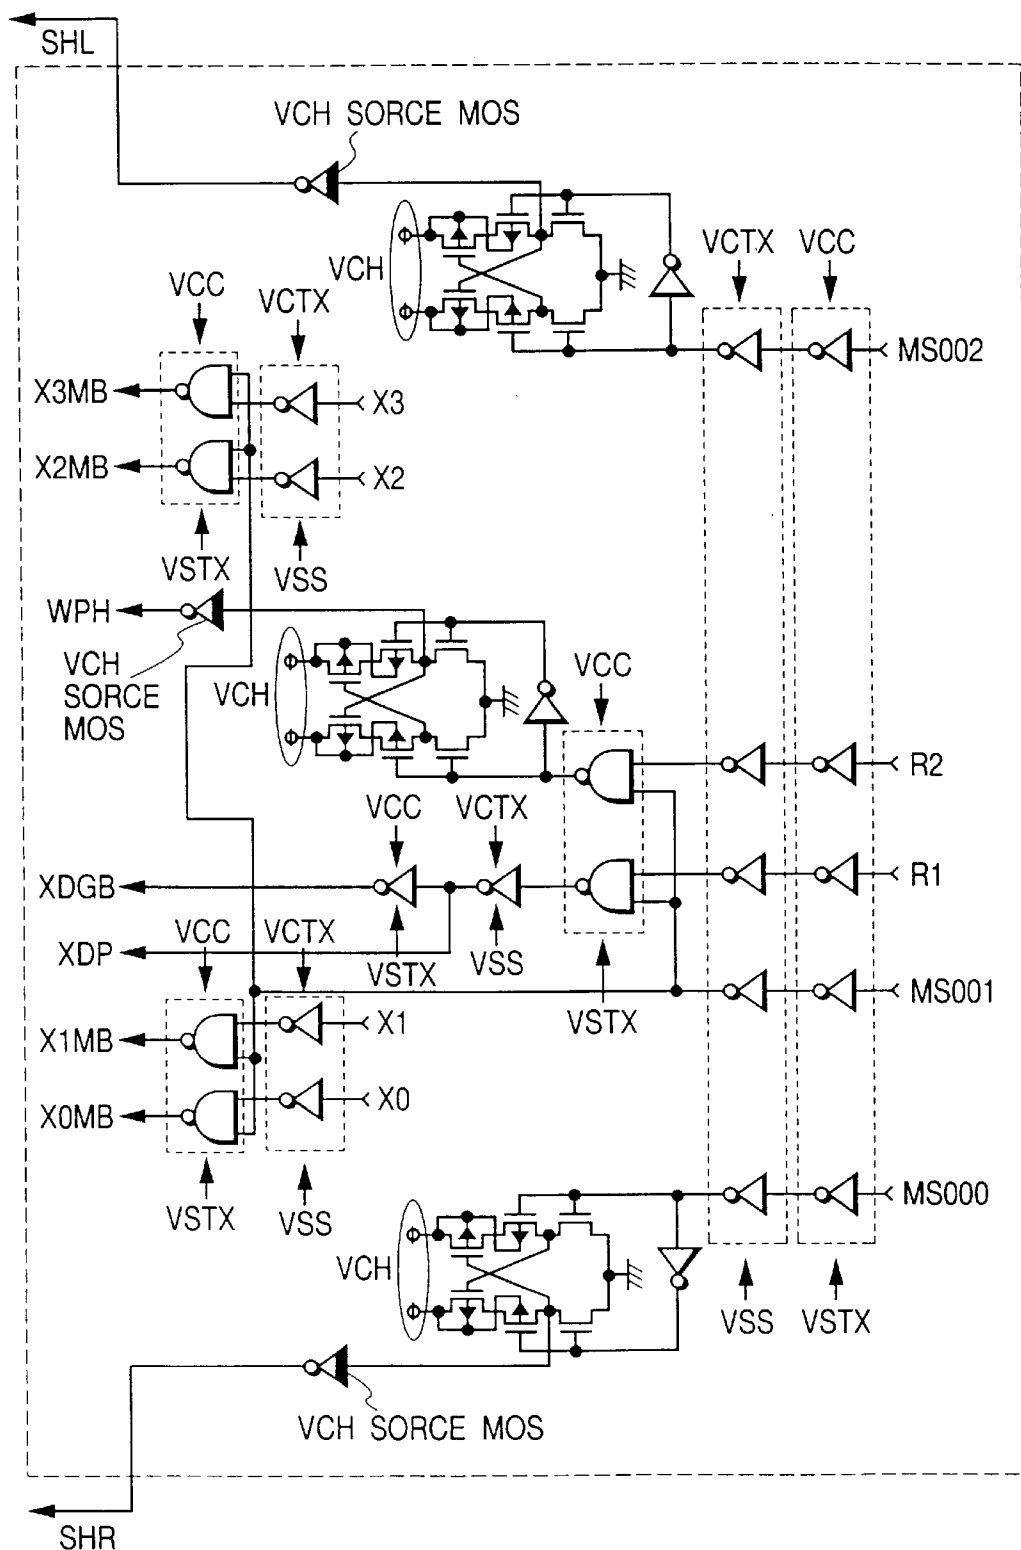 SHL
VCH SORCE MOS
VCTX
VCC
VCH
VCC
VCTX
MS002
X3MB
X3
X2MB
X2
VSTX
VSS
WPH
VCH
SORCE
MOS
VCH
VCC
R2
VCC
VCTX
XDGB
R1
VCC
VCTX
XDP
VSTX
VSS
MS001
VSTX
X1MB
X1
X0MB
X0
MS000
VSTX
VSS
VCH
VSS
VSTX
VCH SORCE MOS
SHR